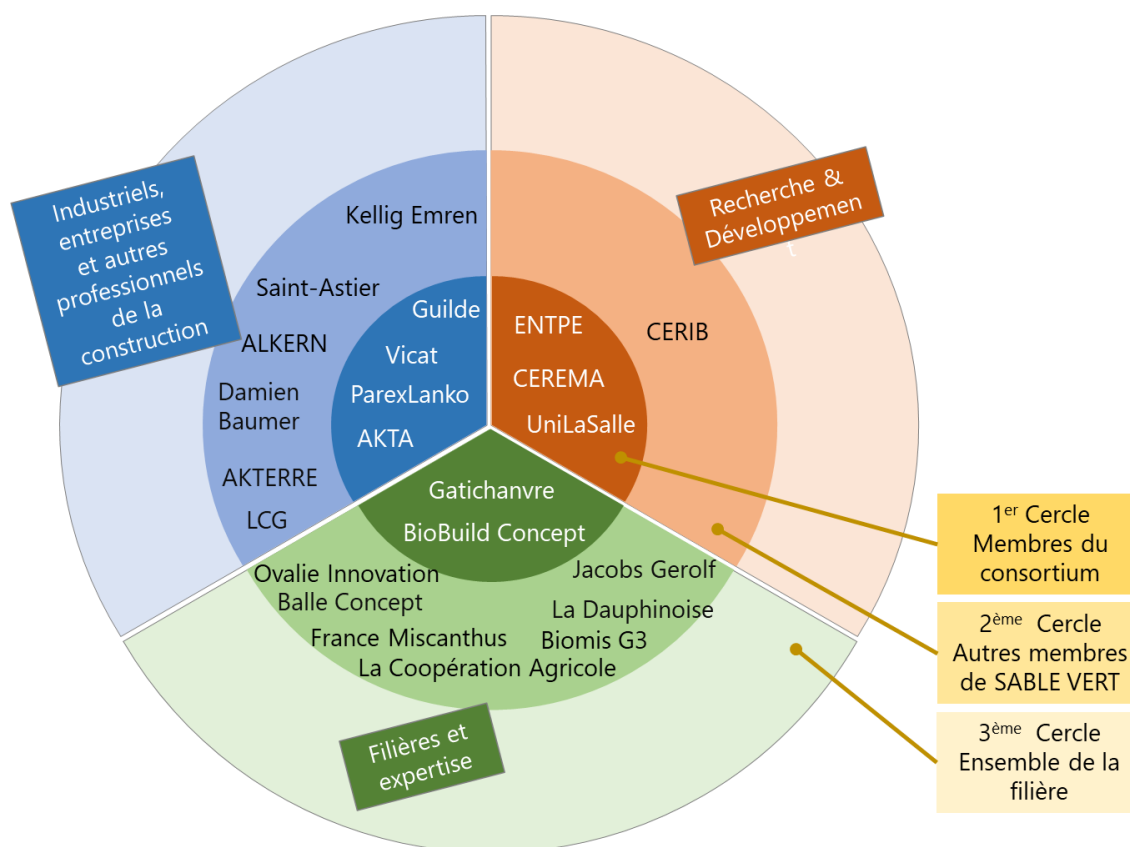 Industriels,
entreprises
et autres
professionnels
de la
construction
Recherche &
Développemen
t
Kellig Emren
Saint-Astier
ALKERN
Damien
Baumer
AKTERRE
LCG
Guilde
Vicat
ParexLanko
AKTA
ENTPE
CEREMA
UniLaSalle
CERIB
Gatichanvre
BioBuild Concept
Ovalie Innovation
Balle Concept
France Miscanthus
La Coopération Agricole
Jacobs Gerolf
La Dauphinoise
Biomis G3
Filières et
expertise
1er Cercle
Membres du
consortium
2ème Cercle
Autres membres
de SABLE VERT
3ème Cercle
Ensemble de la
filière